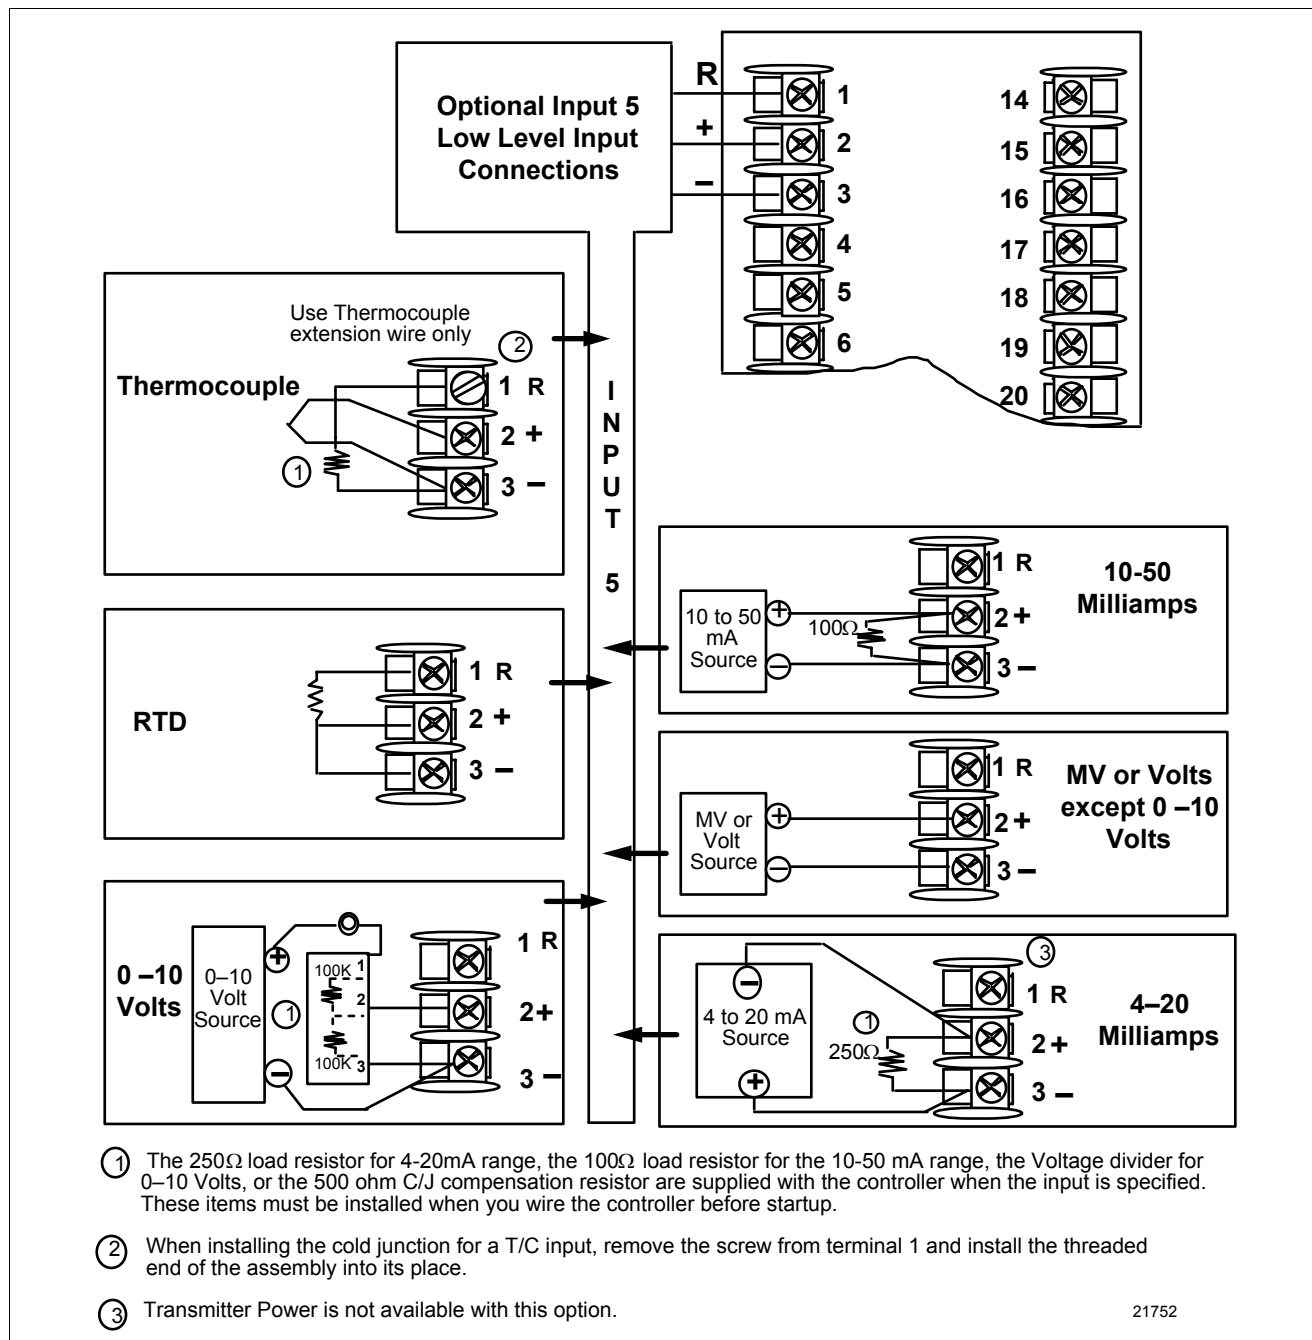 Optional Input 5
Low Level Input
Connections
R
+
–
1
2
3
4
5
6
14
15
16
17
18
19
20
INPUT 5
Use Thermocouple
extension wire only
2
Thermocouple
1 R
2 +
3 –
1
RTD
1 R
2 +
3 –
0 –10
Volts
0–10
Volt
Source
+
–
1
100K 1
2
100K 3
1 R
2+
3 –
10 to 50
mA
Source
+
–
100Ω
1 R
2+
3 –
10-50
Milliamps
MV or
Volt
Source
+
–
1 R
2+
3 –
MV or Volts
except 0 –10
Volts
–
4 to 20 mA
Source
+
1
250Ω
3
1 R
2+
3 –
4–20
Milliamps
1 The 250Ω load resistor for 4-20mA range, the 100Ω load resistor for the 10-50 mA range, the Voltage divider for
0–10 Volts, or the 500 ohm C/J compensation resistor are supplied with the controller when the input is specified.
These items must be installed when you wire the controller before startup.
2 When installing the cold junction for a T/C input, remove the screw from terminal 1 and install the threaded
end of the assembly into its place.
3 Transmitter Power is not available with this option.
21752